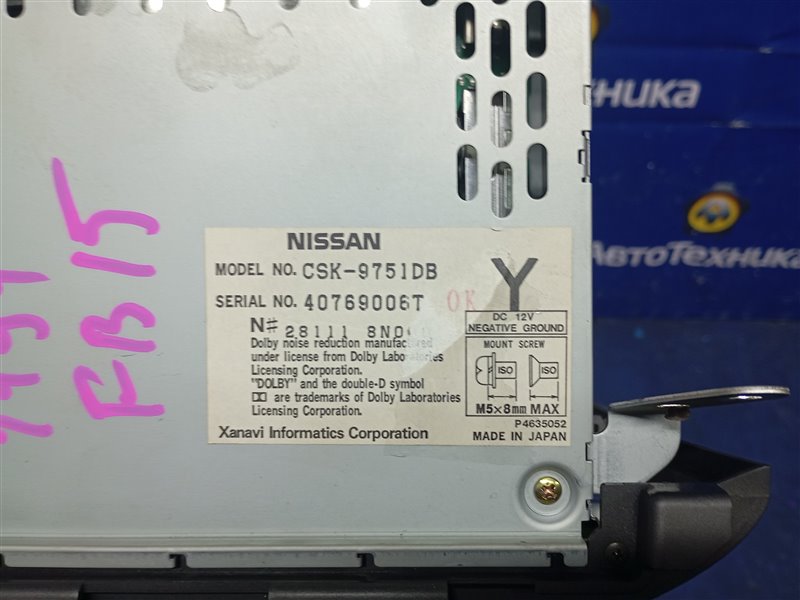 ехника
АвтоТехника
FB15
NISSAN
MODEL NO. CSK-9751DB
Y
SERIAL NO. 40769006T OK
DC 12V
NEGATIVE GROUND
N# 28111
Dolby noise reduction manufactured
under license from Dolby Laboratories
Licensing Corporation.
"DOLBY" and the double-D symbol
are trademarks of Dolby Laboratories
Licensing Corporation.
MOUNT SCREW
ISO ISO
M5×8mm MAX
P4635052
Xanavi Informatics Corporation
MADE IN JAPAN